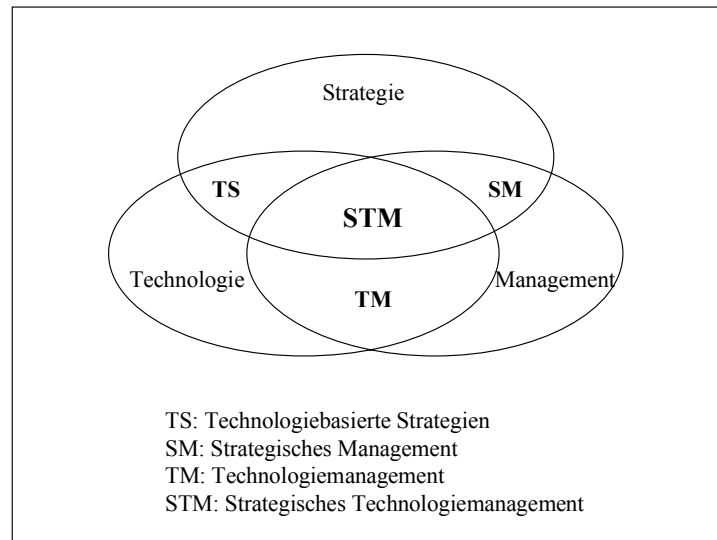 Strategie
TS
SM
STM
Technologie
Management
TM
TS: Technologiebasierte Strategien
SM: Strategisches Management
TM: Technologiemanagement
STM: Strategisches Technologiemanagement